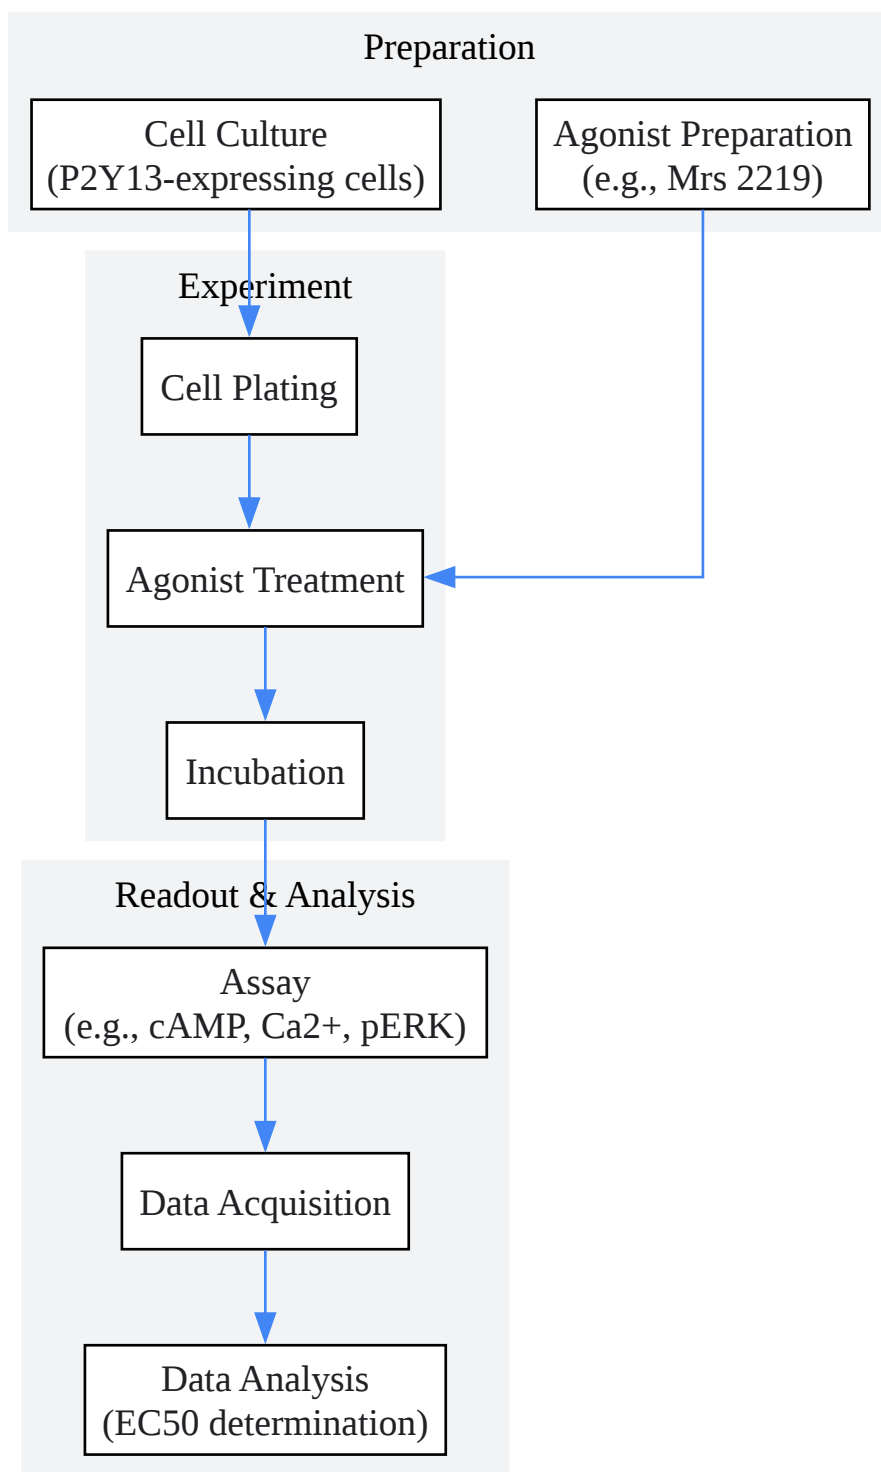 Preparation
Cell Culture
(P2Y13-expressing cells)
Agonist Preparation
(e.g., Mrs 2219)
Experiment
Cell Plating
Agonist Treatment
Incubation
Readout & Analysis
Assay
(e.g., cAMP, Ca2+, pERK)
Data Acquisition
Data Analysis
(EC50 determination)